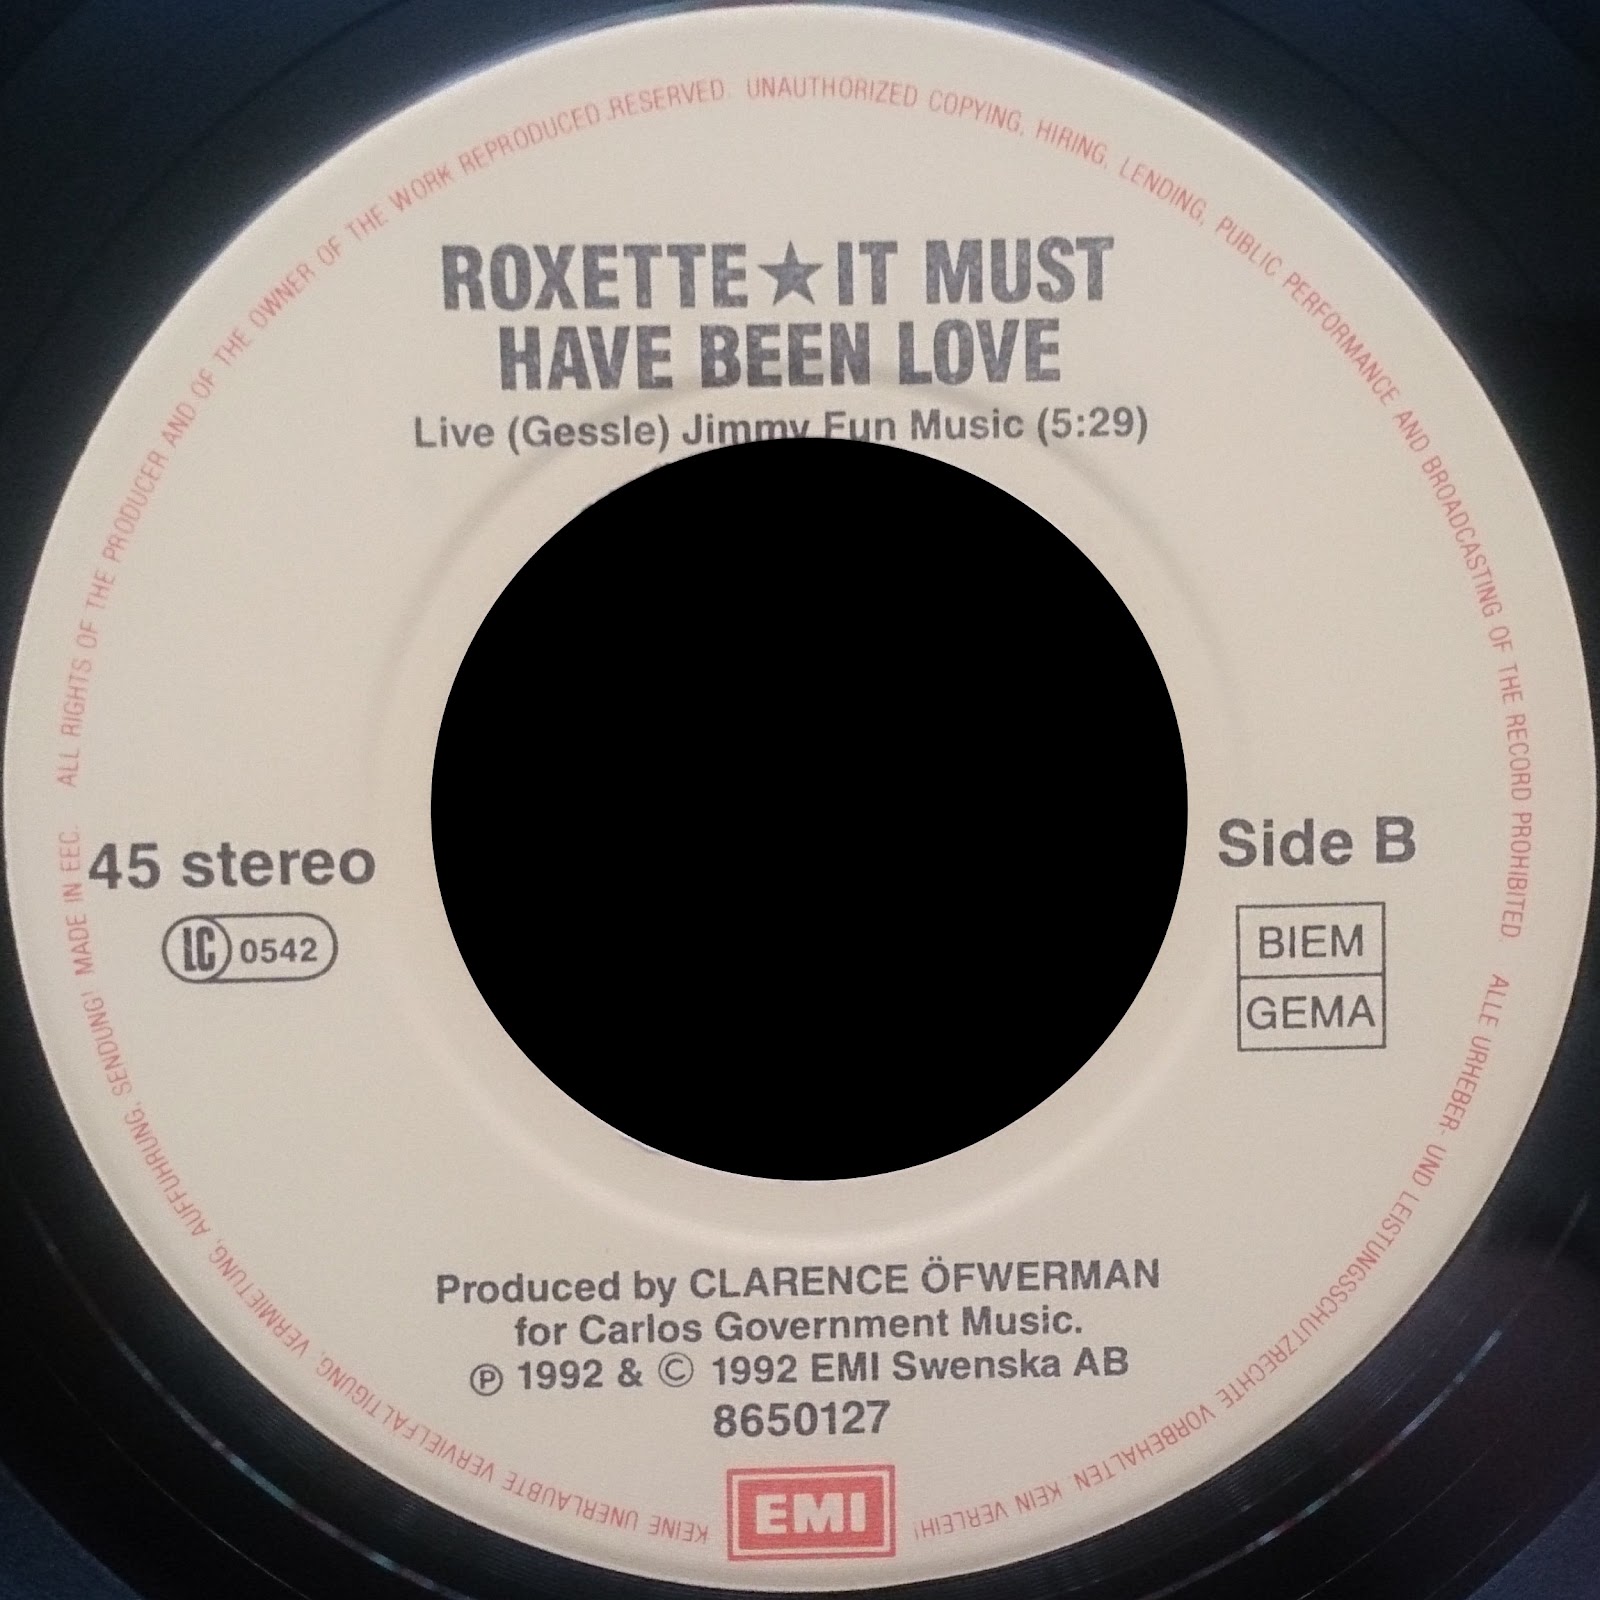 ROXETTE★IT MUST
HAVE BEEN LOVE
Live (Gessle) Jimmy Fun Music (5:29)
45 stereo
LC 0542
Side B
BIEM
GEMA
Produced by CLARENCE ÖFWERMAN
for Carlos Government Music.
℗ 1992 & © 1992 EMI Swenska AB
8650127
EMI
ALL RIGHTS OF THE PRODUCER AND OF THE OWNER OF THE WORK REPRODUCED RESERVED. UNAUTHORIZED COPYING, HIRING, LENDING, PUBLIC PERFORMANCE AND BROADCASTING OF THE RECORD PROHIBITED.
ALLE URHEBER- UND LEISTUNGSSCHUTZRECHTE VORBEHALTEN. KEIN VERLEIH! KEINE UNERLAUBTE VERVIELFÄLTIGUNG, VERMIETUNG, AUFFÜHRUNG, SENDUNG! MADE IN EEC.